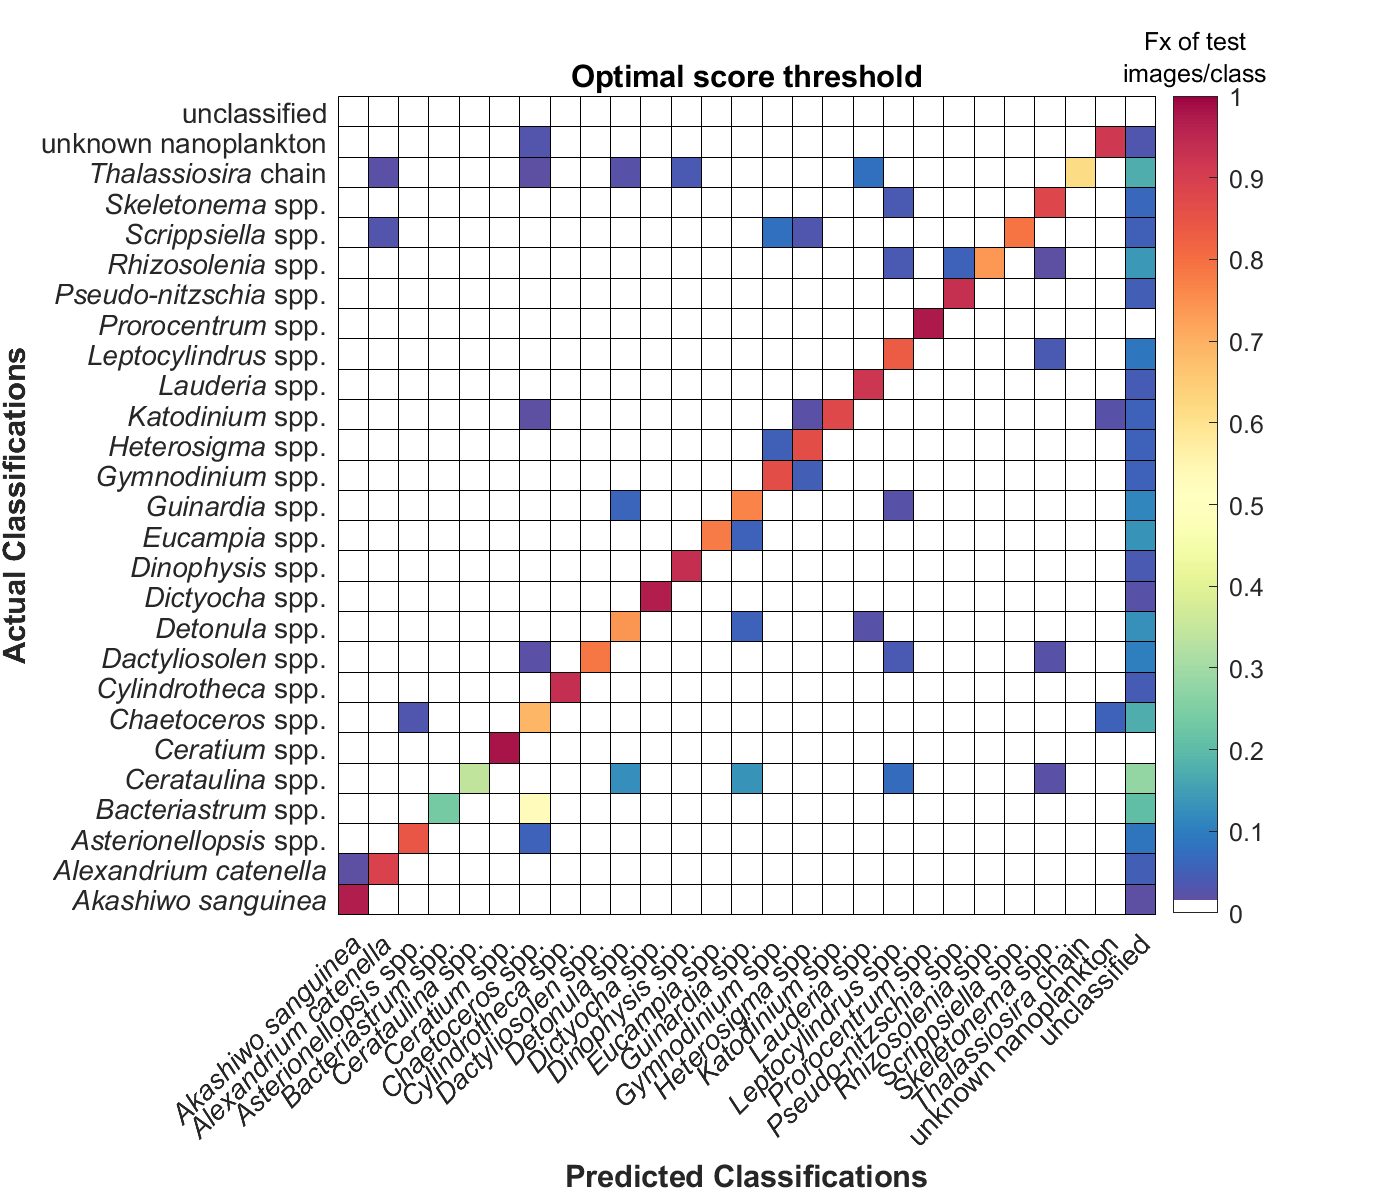 Fx of test
images/class
Optimal score threshold
unclassified
unknown nanoplankton
Thalassiosira chain
Skeletonema spp.
Scrippsiella spp.
Rhizosolenia spp.
Pseudo-nitzschia spp.
Prorocentrum spp.
Leptocylindrus spp.
Lauderia spp.
Katodinium spp.
Heterosigma spp.
Gymnodinium spp.
Guinardia spp.
Eucampia spp.
Dinophysis spp.
Dictyocha spp.
Detonula spp.
Dactyliosolen spp.
Cylindrotheca spp.
Chaetoceros spp.
Ceratium spp.
Cerataulina spp.
Bacteriastrum spp.
Asterionellopsis spp.
Alexandrium catenella
Akashiwo sanguinea
Actual Classifications
1
0.9
0.8
0.7
0.6
0.5
0.4
0.3
0.2
0.1
0
Akashiwo sanguinea
Alexandrium catenella
Asterionellopsis spp.
Bacteriastrum spp.
Cerataulina spp.
Ceratium spp.
Chaetoceros spp.
Cylindrotheca spp.
Dactyliosolen spp.
Detonula spp.
Dictyocha spp.
Dinophysis spp.
Eucampia spp.
Guinardia spp.
Gymnodinium spp.
Heterosigma spp.
Katodinium spp.
Lauderia spp.
Leptocylindrus spp.
Prorocentrum spp.
Pseudo-nitzschia spp.
Rhizosolenia spp.
Scrippsiella spp.
Skeletonema spp.
Thalassiosira chain
unknown nanoplankton
unclassified
Predicted Classifications